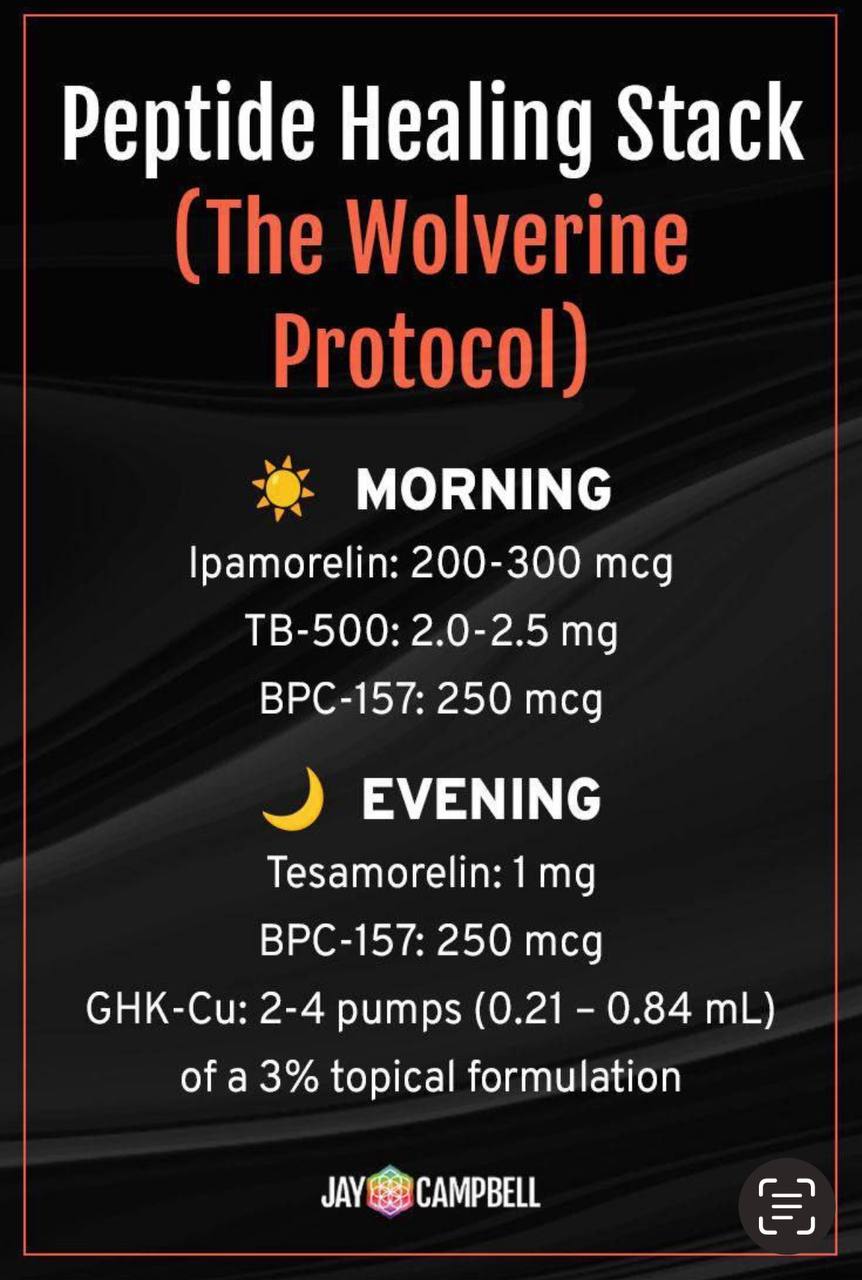 Peptide Healing Stack
(The Wolverine
Protocol)
MORNING
Ipamorelin: 200-300 mcg
TB-500: 2.0-2.5 mg
BPC-157: 250 mcg
EVENING
Tesamorelin: 1 mg
BPC-157: 250 mcg
GHK-Cu: 2-4 pumps (0.21 – 0.84 mL)
of a 3% topical formulation
JAY CAMPBELL